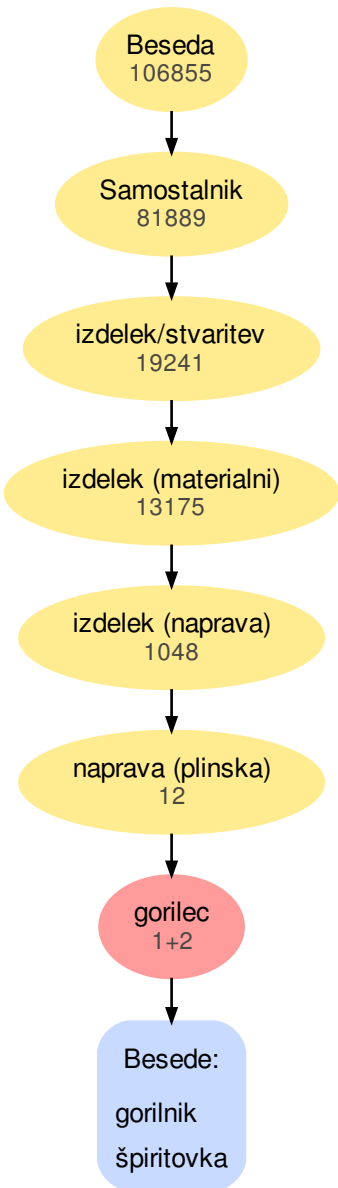 Beseda
106855
Samostalnik
81889
izdelek/stvaritev
19241
izdelek (materialni)
13175
izdelek (naprava)
1048
naprava (plinska)
12
gorilec
1+2
Besede:
gorilnik
špiritovka